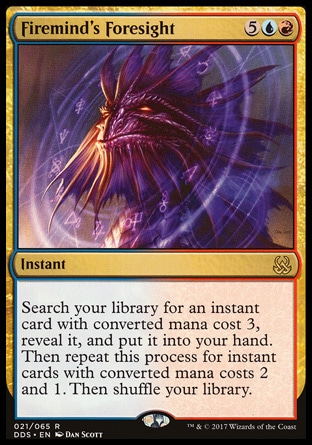 Firemind's Foresight 5
Instant
Search your library for an instant
card with converted mana cost 3,
reveal it, and put it into your hand.
Then repeat this process for instant
cards with converted mana costs 2
and 1. Then shuffle your library.
021/065 R
DDS • EN Dan Scott ™ & © 2017 Wizards of the Coast